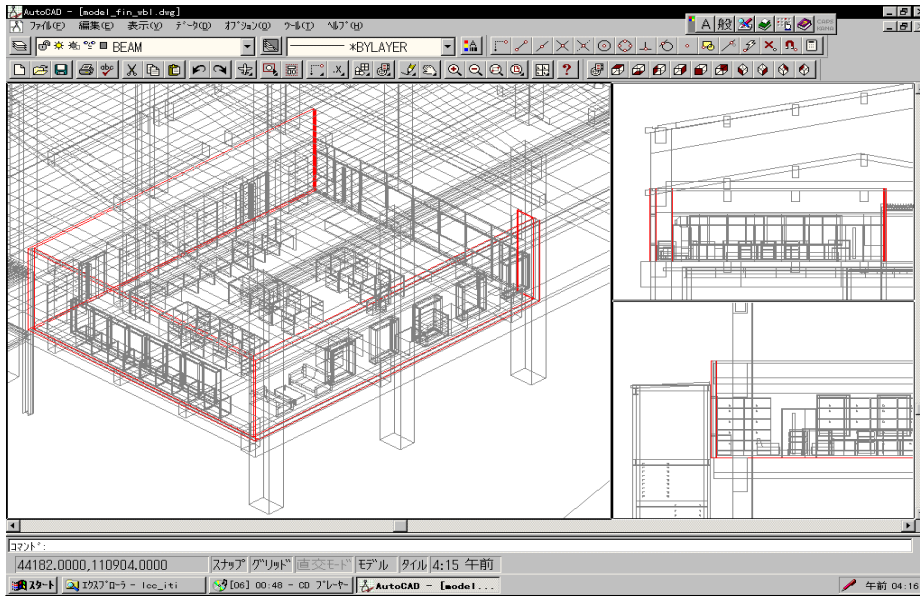 AutoCAD - [model_fin_wbl.dwg]
A 般
CAPS
KANA
ﾌｧｲﾙ(F) 編集(E) 表示(V) ﾃﾞｰﾀ(D) ｵﾌﾟｼｮﾝ(O) ﾂｰﾙ(T) ﾍﾙﾌﾟ(H)
BEAM
*BYLAYER
abc
.X.
?
ｺﾏﾝﾄﾞ:
44182.0000,110904.0000 ｽﾅｯﾌﾟ ｸﾞﾘｯﾄﾞ 直交ﾓｰﾄﾞ ﾓﾃﾞﾙ ﾀｲﾙ 4:15 午前
ｽﾀｰﾄ ｴｸｽﾌﾟﾛｰﾗ - lcc_iti [06] 00:48 - CD ﾌﾟﾚｰﾔｰ AutoCAD - [model... 午前 04:16